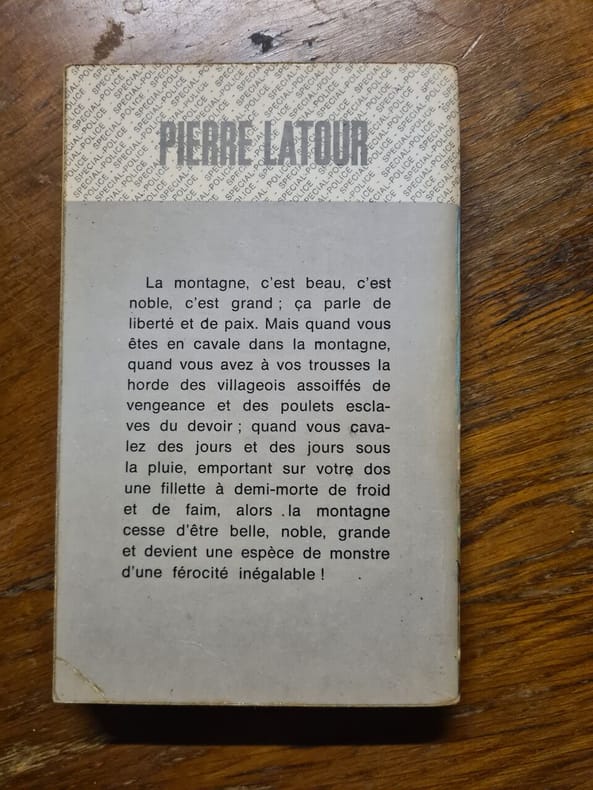 SPÉCIAL-POLICE
PIERRE LATOUR
La montagne, c'est beau, c'est
noble, c'est grand ; ça parle de
liberté et de paix. Mais quand vous
êtes en cavale dans la montagne,
quand vous avez à vos trousses la
horde des villageois assoiffés de
vengeance et des poulets escla-
ves du devoir ; quand vous cava-
lez des jours et des jours sous
la pluie, emportant sur votre dos
une fillette à demi-morte de froid
et de faim, alors .la montagne
cesse d'être belle, noble, grande
et devient une espèce de monstre
d'une férocité inégalable !